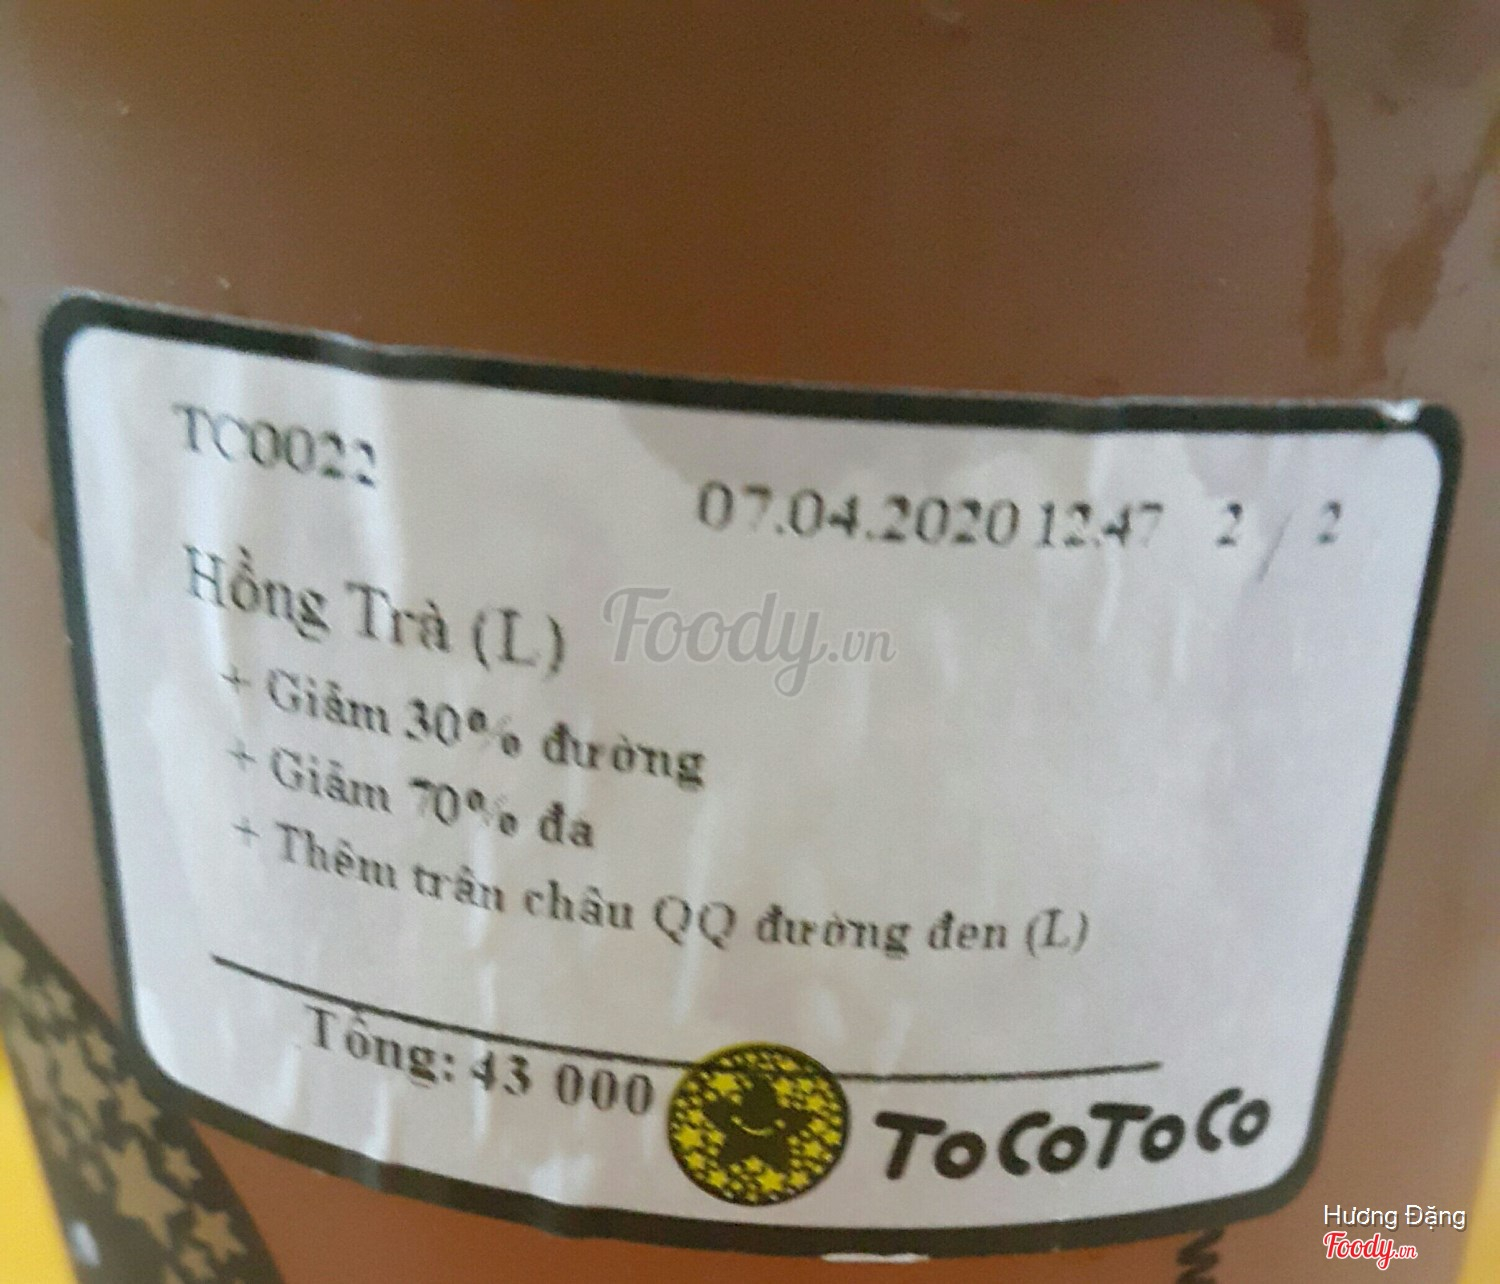 TC0022
07.04.2020 12.47 2 / 2
Hồng Trà (L)
Foody.vn
+ Giảm 30% đường
+ Giảm 70% đa
+ Thêm trân châu QQ đường đen (L)
Tổng: 43 000
ToCoToCo
Hương Đặng
Foody.vn